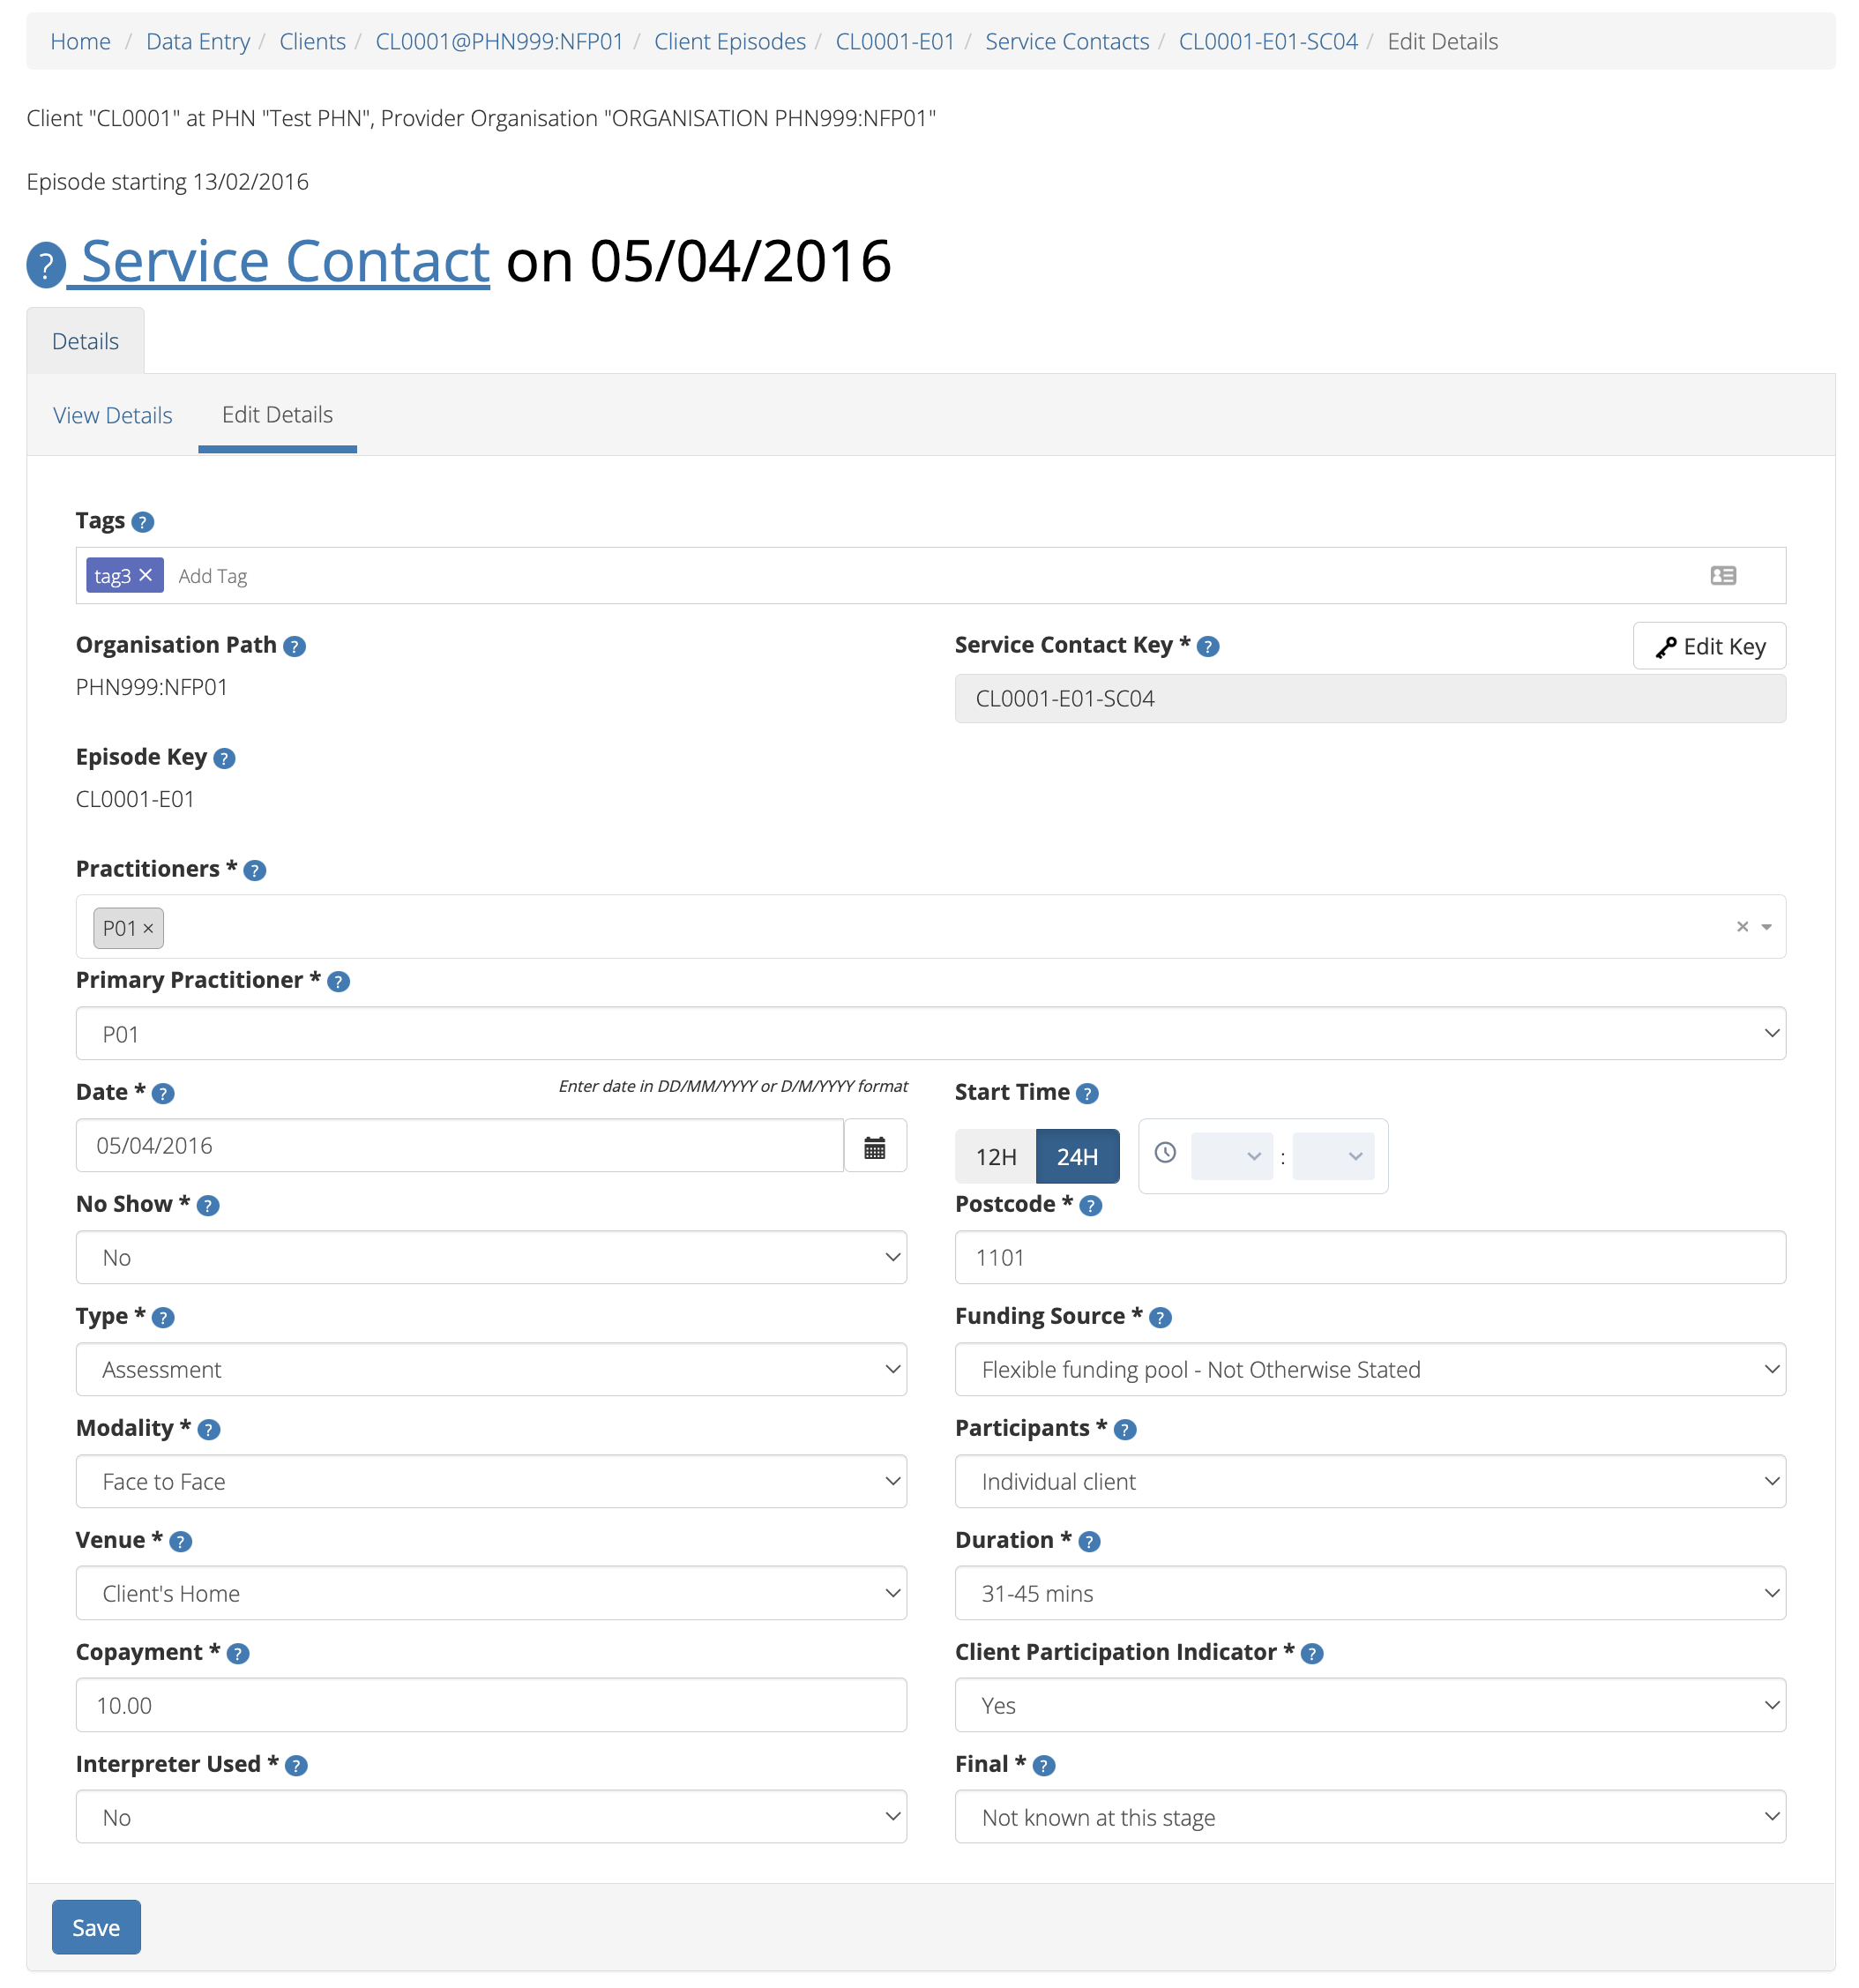 Home / Data Entry / Clients / CL0001@PHN999:NFP01 / Client Episodes / CL0001-E01 / Service Contacts / CL0001-E01-SC04 / Edit Details
Client "CL0001" at PHN "Test PHN", Provider Organisation "ORGANISATION PHN999:NFP01"
Episode starting 13/02/2016
? Service Contact on 05/04/2016
Details
View Details Edit Details
Tags ?
tag3 × Add Tag
Organisation Path ?
PHN999:NFP01
Service Contact Key * ? Edit Key
CL0001-E01-SC04
Episode Key ?
CL0001-E01
Practitioners * ?
P01 ×
Primary Practitioner * ?
P01
Date * ? Enter date in DD/MM/YYYY or D/M/YYYY format
05/04/2016
Start Time ?
12H 24H :
No Show * ?
No
Postcode * ?
1101
Type * ?
Assessment
Funding Source * ?
Flexible funding pool - Not Otherwise Stated
Modality * ?
Face to Face
Participants * ?
Individual client
Venue * ?
Client's Home
Duration * ?
31-45 mins
Copayment * ?
10.00
Client Participation Indicator * ?
Yes
Interpreter Used * ?
No
Final * ?
Not known at this stage
Save